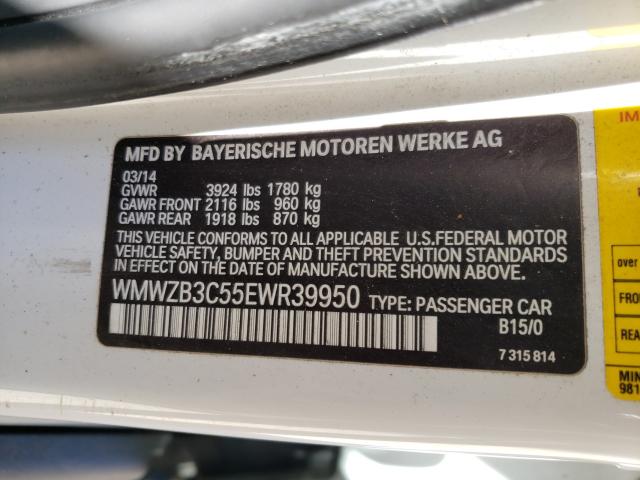 MFD BY BAYERISCHE MOTOREN WERKE AG
03/14
GVWR 3924 lbs 1780 kg
GAWR FRONT 2116 lbs 960 kg
GAWR REAR 1918 lbs 870 kg
THIS VEHICLE CONFORMS TO ALL APPLICABLE U.S.FEDERAL MOTOR
VEHICLE SAFETY, BUMPER AND THEFT PREVENTION STANDARDS
IN EFFECT ON THE DATE OF MANUFACTURE SHOWN ABOVE.
WMWZB3C55EWR39950 TYPE: PASSENGER CAR
B15/0
7 315 814
IM
over
FRO
REA
MIN
981